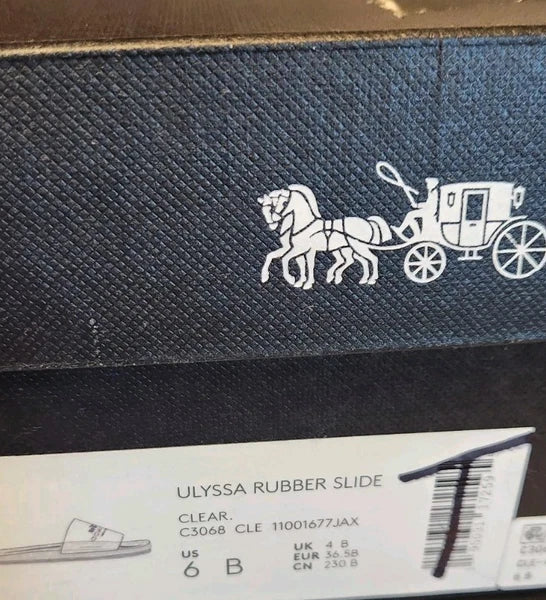 ULYSSA RUBBER SLIDE
CLEAR.
C3068 CLE 11001677JAX
US
6 B
UK 4 B
EUR 36.5B
CN 230 B